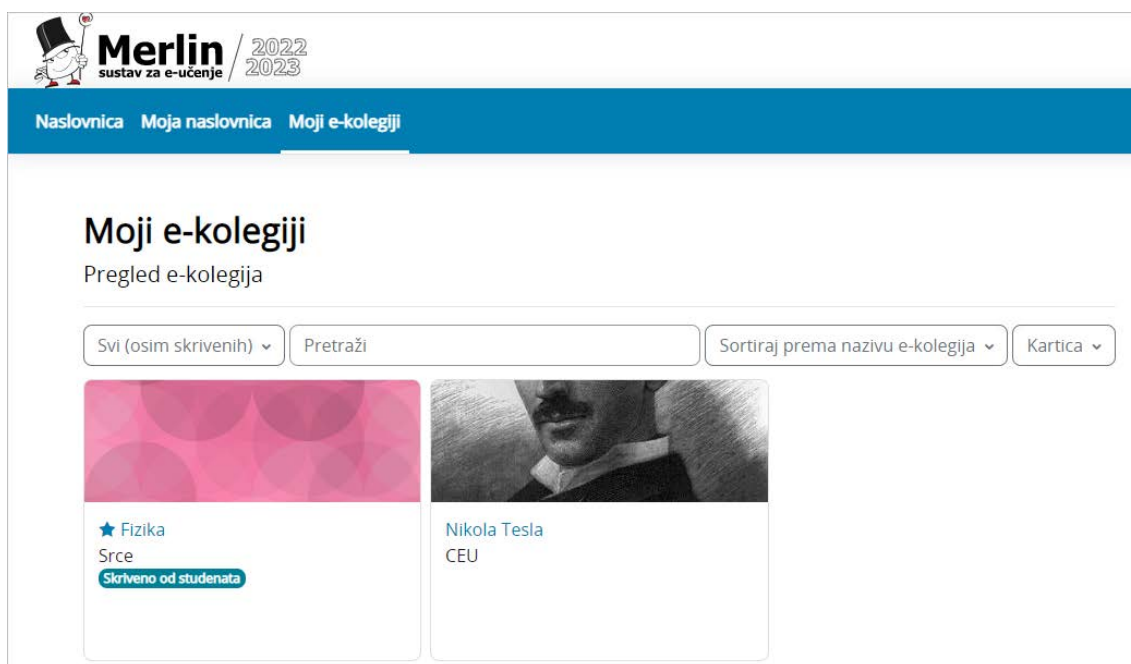 Merlin
sustav za e-učenje
2022
2023
Naslovnica Moja naslovnica Moji e-kolegiji
Moji e-kolegiji
Pregled e-kolegija
Svi (osim skrivenih) Pretraži Sortiraj prema nazivu e-kolegija Kartica
Fizika
Srce
Skriveno od studenata
Nikola Tesla
CEU